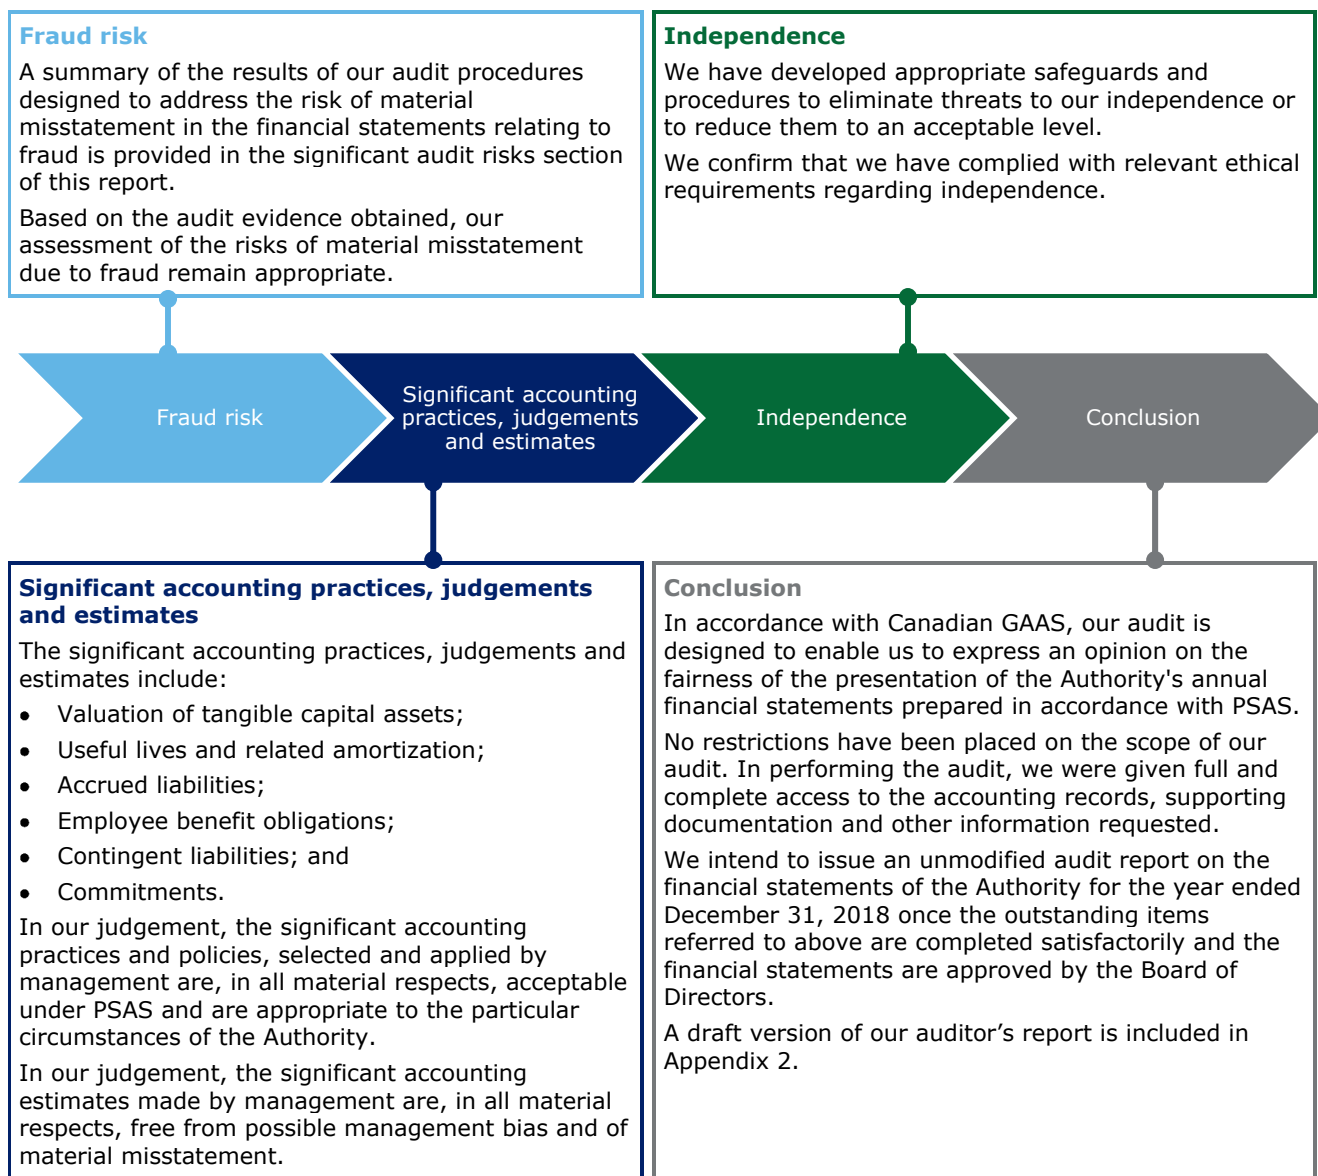 Fraud risk
A summary of the results of our audit procedures
designed to address the risk of material
misstatement in the financial statements relating to
fraud is provided in the significant audit risks section
of this report.
Based on the audit evidence obtained, our
assessment of the risks of material misstatement
due to fraud remain appropriate.
Independence
We have developed appropriate safeguards and
procedures to eliminate threats to our independence or
to reduce them to an acceptable level.
We confirm that we have complied with relevant ethical
requirements regarding independence.
Fraud risk
Significant accounting
practices, judgements
and estimates
Independence
Conclusion
Significant accounting practices, judgements
and estimates
The significant accounting practices, judgements and
estimates include:
• Valuation of tangible capital assets;
• Useful lives and related amortization;
• Accrued liabilities;
• Employee benefit obligations;
• Contingent liabilities; and
• Commitments.
In our judgement, the significant accounting
practices and policies, selected and applied by
management are, in all material respects, acceptable
under PSAS and are appropriate to the particular
circumstances of the Authority.
In our judgement, the significant accounting
estimates made by management are, in all material
respects, free from possible management bias and of
material misstatement.
Conclusion
In accordance with Canadian GAAS, our audit is
designed to enable us to express an opinion on the
fairness of the presentation of the Authority's annual
financial statements prepared in accordance with PSAS.
No restrictions have been placed on the scope of our
audit. In performing the audit, we were given full and
complete access to the accounting records, supporting
documentation and other information requested.
We intend to issue an unmodified audit report on the
financial statements of the Authority for the year ended
December 31, 2018 once the outstanding items
referred to above are completed satisfactorily and the
financial statements are approved by the Board of
Directors.
A draft version of our auditor’s report is included in
Appendix 2.